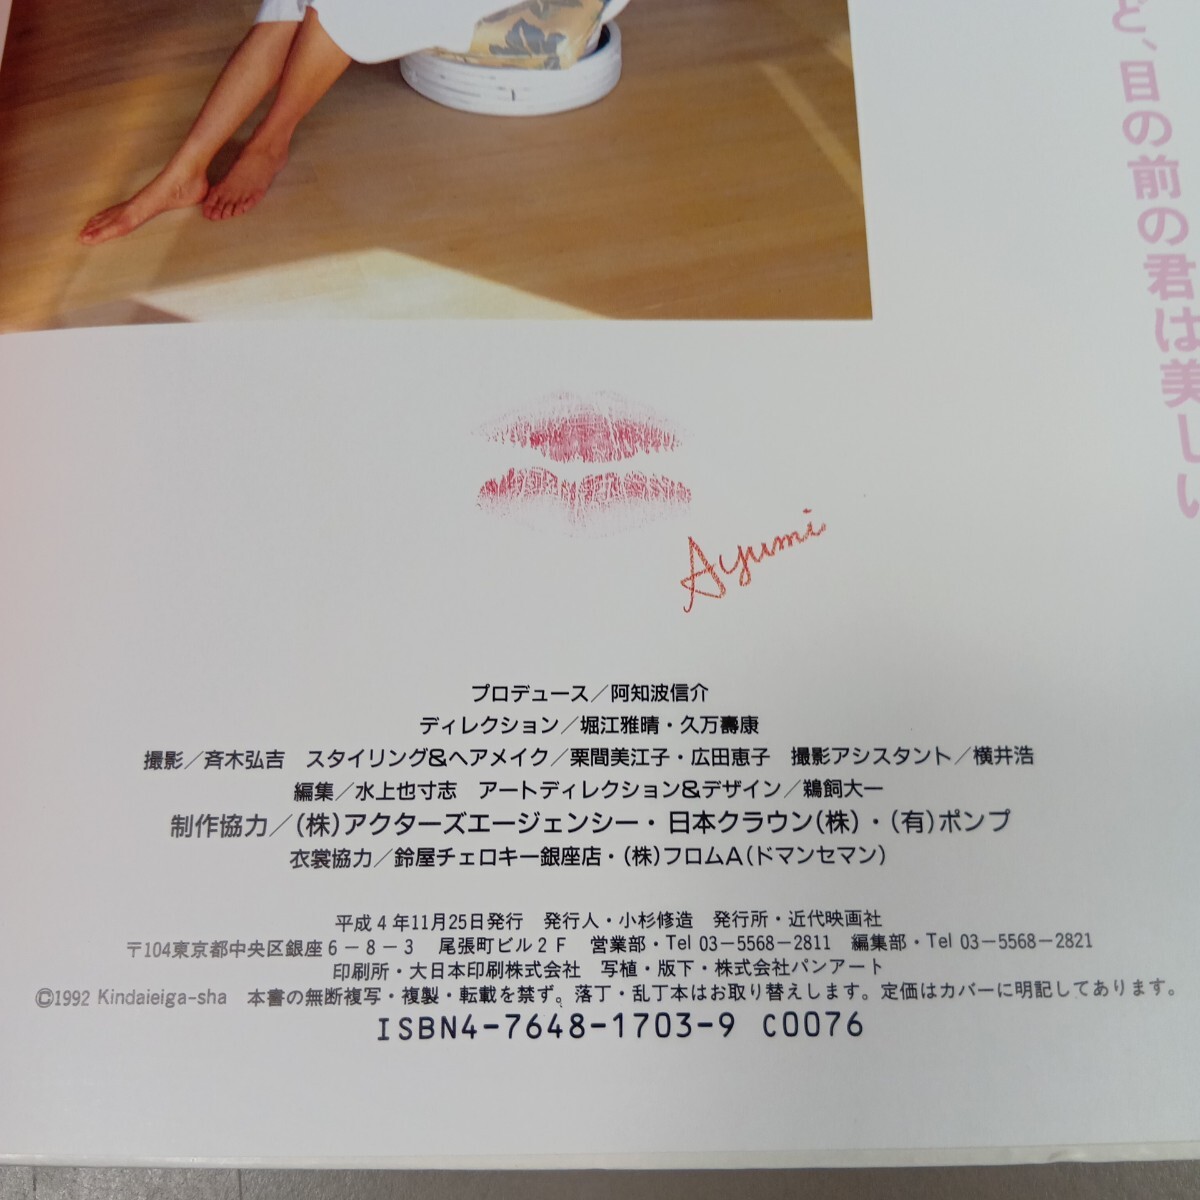 ど、目の前の君は美しい
Ayumi
プロデュース／阿知波信介
ディレクション／堀江雅晴・久万壽康
撮影／斉木弘吉　スタイリング&ヘアメイク／栗間美江子・広田恵子　撮影アシスタント／横井浩
編集／水上也寸志　アートディレクション&デザイン／鵜飼大一
制作協力／(株)アクターズエージェンシー・日本クラウン(株)・(有)ポンプ
衣裳協力／鈴屋チェロキー銀座店・(株)フロムA(ドマンセマン)
平成4年11月25日発行　発行人・小杉修造　発行所・近代映画社
〒104東京都中央区銀座6－8－3　尾張町ビル2F　営業部・Tel 03－5568－2811　編集部・Tel 03－5568－2821
印刷所・大日本印刷株式会社　写植・版下・株式会社パンアート
©1992 Kindaieiga-sha　本書の無断複写・複製・転載を禁ず。落丁・乱丁本はお取り替えします。定価はカバーに明記してあります。
ISBN4-7648-1703-9 C0076